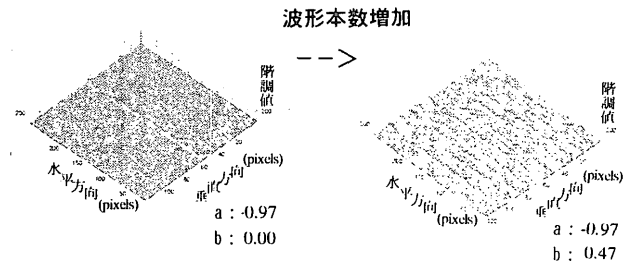 波形本数増加
-->
階調値
水平方向 (pixels)
垂直方向 (pixels)
a : -0.97
b : 0.00
階調値
水平方向 (pixels)
垂直方向 (pixels)
a : -0.97
b : 0.47